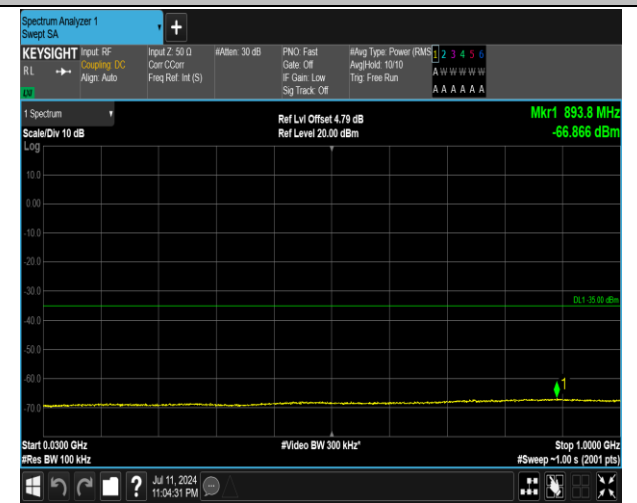 Spectrum Analyzer 1
Swept SA
+
KEYSIGHT Input: RF Input Z: 50 Ω #Atten: 30 dB PNO: Fast #Avg Type: Power (RMS 1 2 3 4 5 6
RL Coupling: DC Corr CCorr Gate: Off Avg|Hold: 10/10 A W W W W W
Align: Auto Freq Ref: Int (S) IF Gain: Low Trig: Free Run
Sig Track: Off A A A A A A
1 Spectrum Ref Lvl Offset 4.79 dB Mkr1 893.8 MHz
Scale/Div 10 dB Ref Level 20.00 dBm -66.866 dBm
Log
10.0
0.00
-10.0
-20.0
-30.0
DL1 -35.00 dBm
-40.0
-50.0
-60.0
1
-70.0
Start 0.0300 GHz #Video BW 300 kHz* Stop 1.0000 GHz
#Res BW 100 kHz #Sweep ~1.00 s (2001 pts)
? Jul 11, 2024
11:04:31 PM